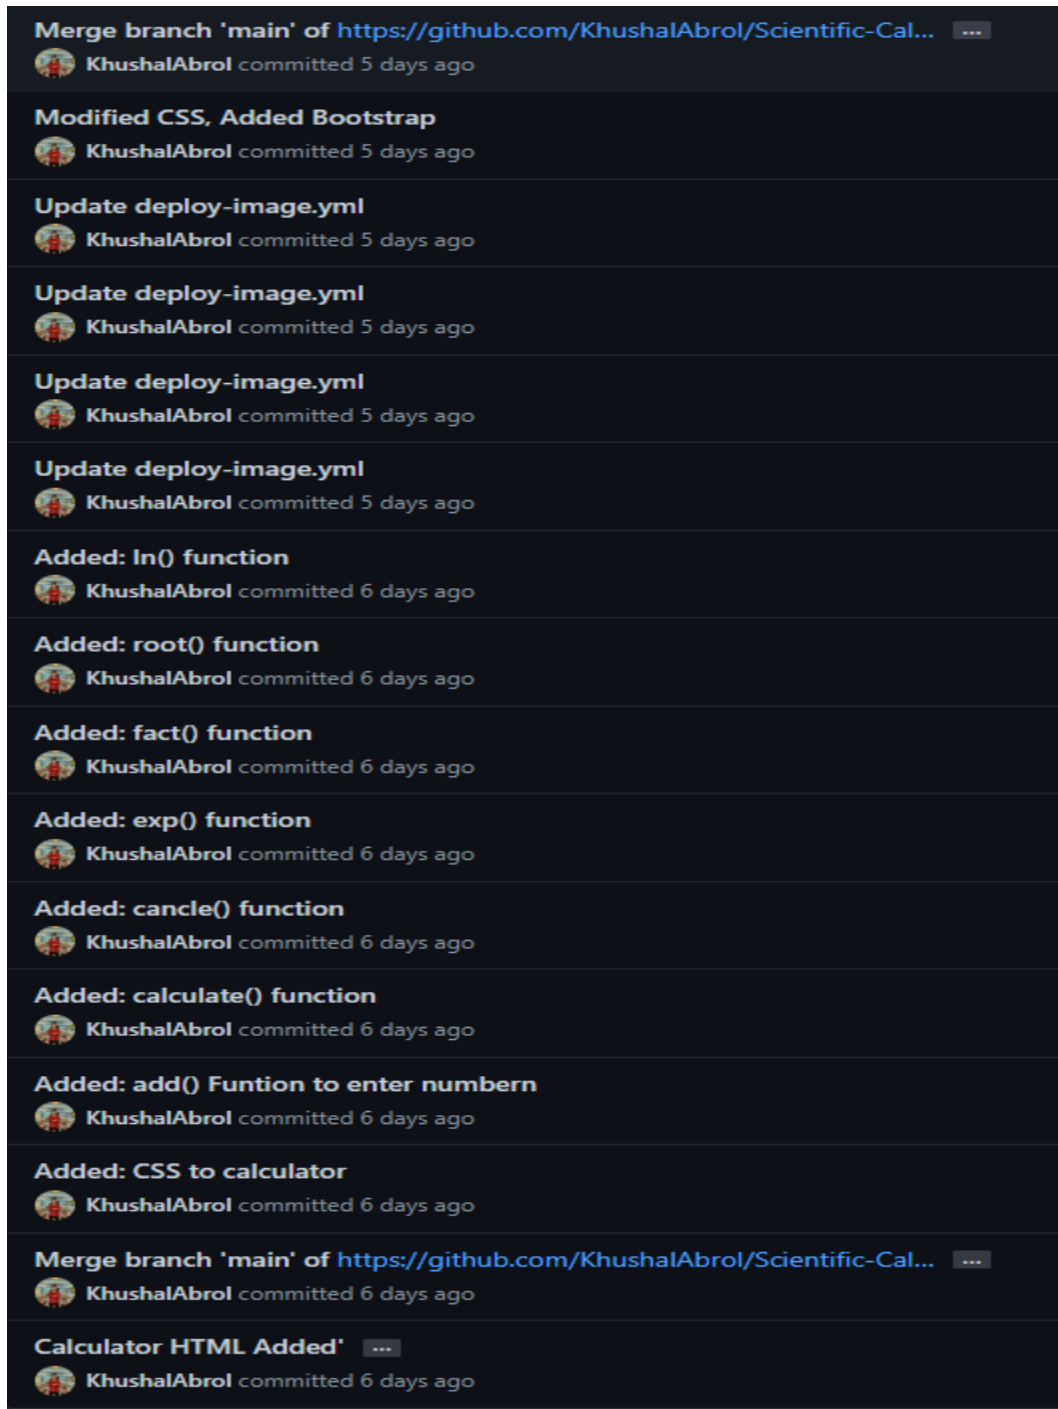 Merge branch 'main' of https://github.com/KhushalAbrol/Scientific-Cal... ...
KhushalAbrol committed 5 days ago
Modified CSS, Added Bootstrap
KhushalAbrol committed 5 days ago
Update deploy-image.yml
KhushalAbrol committed 5 days ago
Update deploy-image.yml
KhushalAbrol committed 5 days ago
Update deploy-image.yml
KhushalAbrol committed 5 days ago
Update deploy-image.yml
KhushalAbrol committed 5 days ago
Added: ln() function
KhushalAbrol committed 6 days ago
Added: root() function
KhushalAbrol committed 6 days ago
Added: fact() function
KhushalAbrol committed 6 days ago
Added: exp() function
KhushalAbrol committed 6 days ago
Added: cancle() function
KhushalAbrol committed 6 days ago
Added: calculate() function
KhushalAbrol committed 6 days ago
Added: add() Funtion to enter numbern
KhushalAbrol committed 6 days ago
Added: CSS to calculator
KhushalAbrol committed 6 days ago
Merge branch 'main' of https://github.com/KhushalAbrol/Scientific-Cal... ...
KhushalAbrol committed 6 days ago
Calculator HTML Added' ...
KhushalAbrol committed 6 days ago